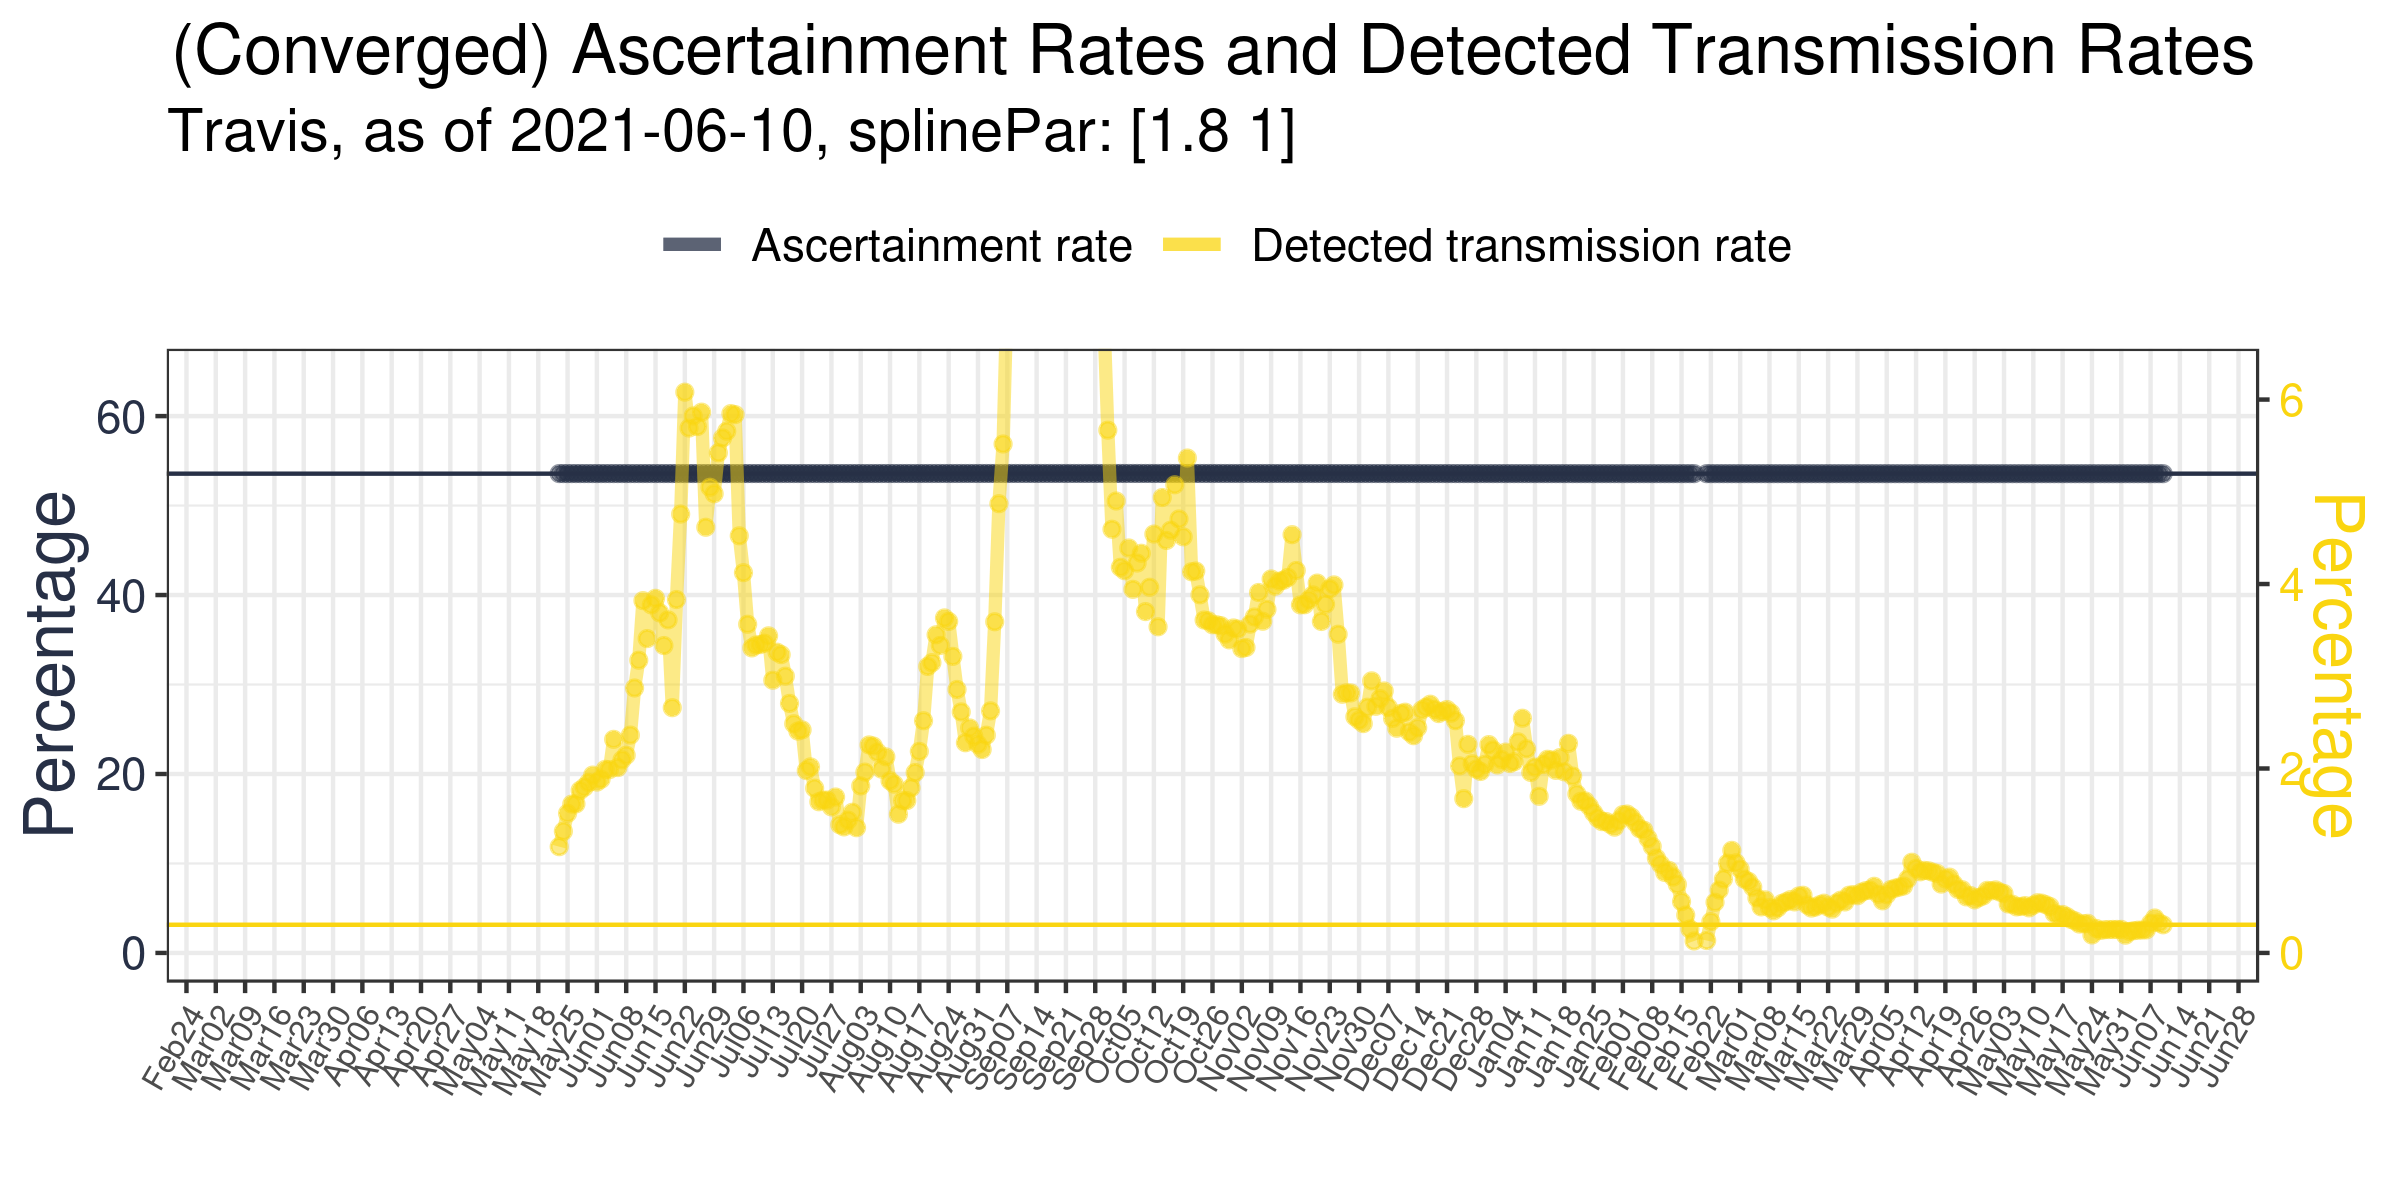 (Converged) Ascertainment Rates and Detected Transmission Rates
Travis, as of 2021-06-10, splinePar: [1.8 1]
Ascertainment rate Detected transmission rate
Percentage
60
40
20
0
6
4
2
0
Percentage
Feb24
Mar02
Mar09
Mar16
Mar23
Mar30
Apr06
Apr13
Apr20
Apr27
May04
May11
May18
May25
Jun01
Jun08
Jun15
Jun22
Jun29
Jul06
Jul13
Jul20
Jul27
Aug03
Aug10
Aug17
Aug24
Aug31
Sep07
Sep14
Sep21
Sep28
Oct05
Oct12
Oct19
Oct26
Nov02
Nov09
Nov16
Nov23
Nov30
Dec07
Dec14
Dec21
Dec28
Jan04
Jan11
Jan18
Jan25
Feb01
Feb08
Feb15
Feb22
Mar01
Mar08
Mar15
Mar22
Mar29
Apr05
Apr12
Apr19
Apr26
May03
May10
May17
May24
May31
Jun07
Jun14
Jun21
Jun28